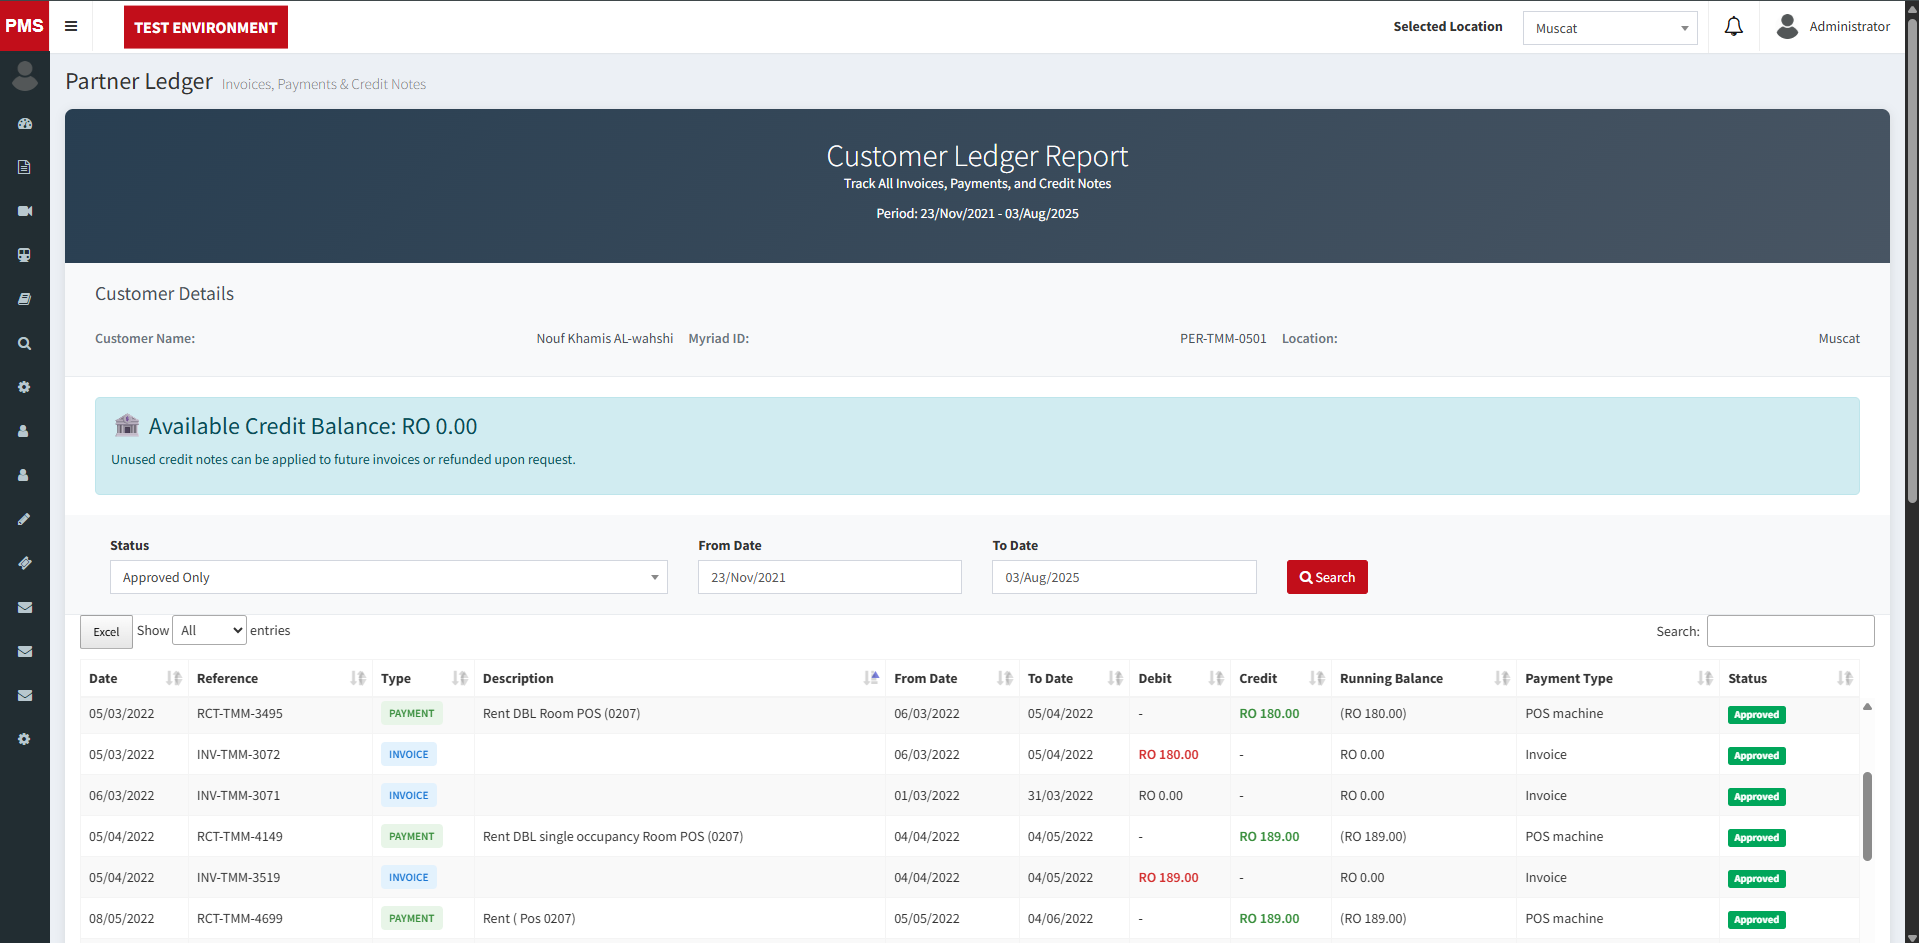 PMS
TEST ENVIRONMENT
Selected Location
Muscat
Administrator
Partner Ledger Invoices, Payments & Credit Notes
Customer Ledger Report
Track All Invoices, Payments, and Credit Notes
Period: 23/Nov/2021 - 03/Aug/2025
Customer Details
Customer Name: Nouf Khamis AL-wahshi Myriad ID: PER-TMM-0501 Location: Muscat
Available Credit Balance: RO 0.00
Unused credit notes can be applied to future invoices or refunded upon request.
Status From Date To Date
Approved Only 23/Nov/2021 03/Aug/2025 Search
Excel Show All entries Search:
Date Reference Type Description From Date To Date Debit Credit Running Balance Payment Type Status
05/03/2022 RCT-TMM-3495 PAYMENT Rent DBL Room POS (0207) 06/03/2022 05/04/2022 - RO 180.00 (RO 180.00) POS machine Approved
05/03/2022 INV-TMM-3072 INVOICE 06/03/2022 05/04/2022 RO 180.00 - RO 0.00 Invoice Approved
06/03/2022 INV-TMM-3071 INVOICE 01/03/2022 31/03/2022 RO 0.00 - RO 0.00 Invoice Approved
05/04/2022 RCT-TMM-4149 PAYMENT Rent DBL single occupancy Room POS (0207) 04/04/2022 04/05/2022 - RO 189.00 (RO 189.00) POS machine Approved
05/04/2022 INV-TMM-3519 INVOICE 04/04/2022 04/05/2022 RO 189.00 - RO 0.00 Invoice Approved
08/05/2022 RCT-TMM-4699 PAYMENT Rent ( Pos 0207) 05/05/2022 04/06/2022 - RO 189.00 (RO 189.00) POS machine Approved